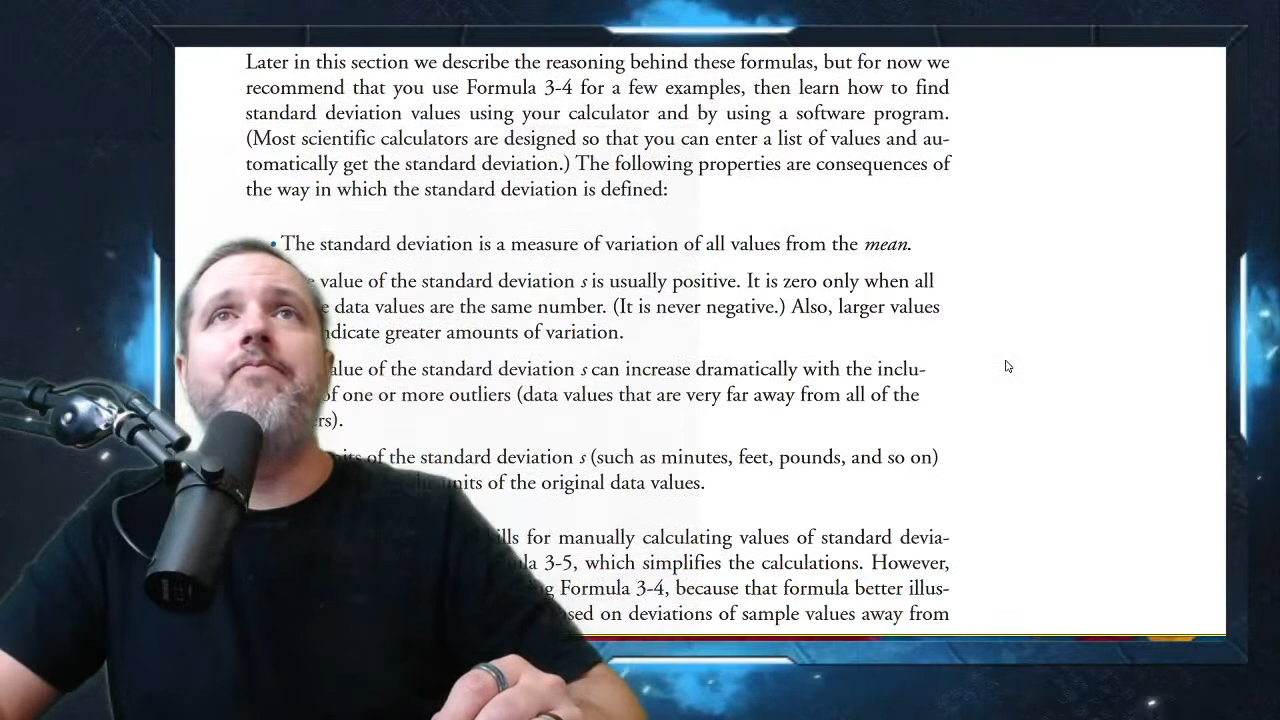 Later in this section we describe the reasoning behind these formulas, but for now we
recommend that you use Formula 3-4 for a few examples, then learn how to find
standard deviation values using your calculator and by using a software program.
(Most scientific calculators are designed so that you can enter a list of values and au-
tomatically get the standard deviation.) The following properties are consequences of
the way in which the standard deviation is defined:
• The standard deviation is a measure of variation of all values from the mean.
value of the standard deviation s is usually positive. It is zero only when all
data values are the same number. (It is never negative.) Also, larger values
indicate greater amounts of variation.
value of the standard deviation s can increase dramatically with the inclu-
of one or more outliers (data values that are very far away from all of the
ers).
units of the standard deviation s (such as minutes, feet, pounds, and so on)
the units of the original data values.
ills for manually calculating values of standard devia-
ula 3-5, which simplifies the calculations. However,
Formula 3-4, because that formula better illus-
based on deviations of sample values away from